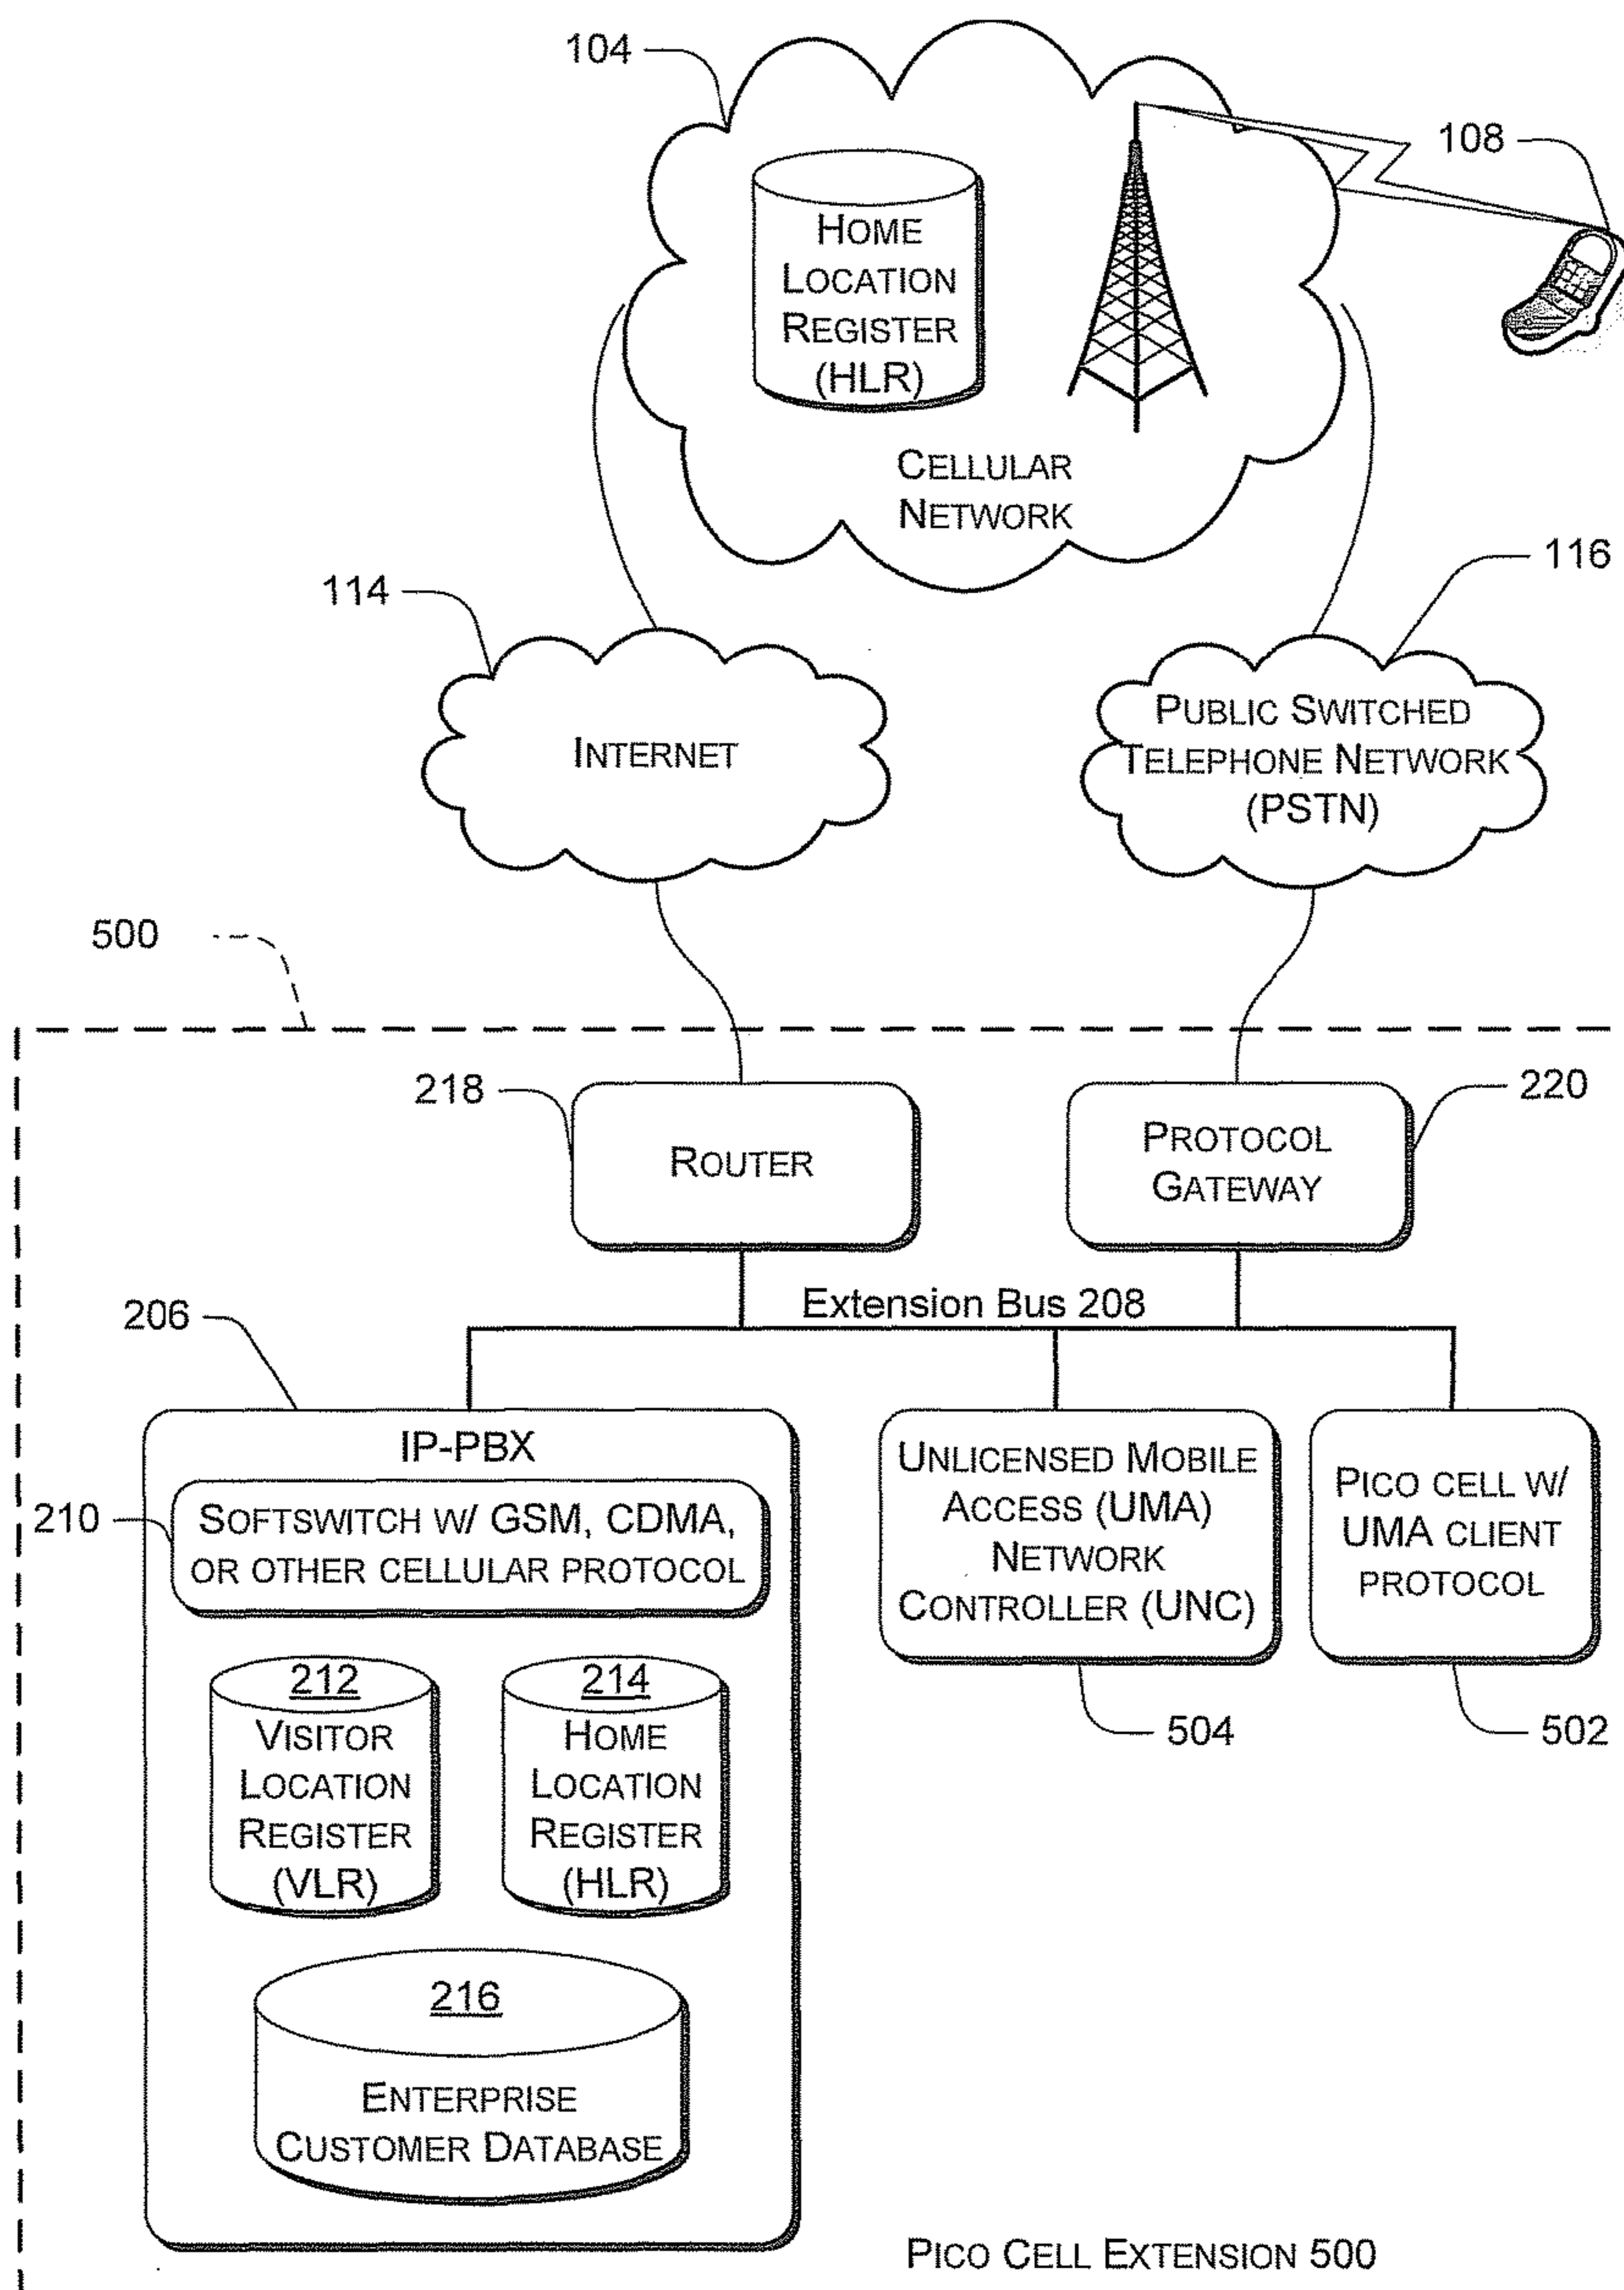 104
108
HOME
LOCATION
REGISTER
(HLR)
CELLULAR
NETWORK
114
116
INTERNET
PUBLIC SWITCHED
TELEPHONE NETWORK
(PSTN)
500
218
220
ROUTER
PROTOCOL
GATEWAY
Extension Bus 208
206
IP-PBX
210
SOFTSWITCH W/ GSM, CDMA,
OR OTHER CELLULAR PROTOCOL
UNLICENSED MOBILE
ACCESS (UMA)
NETWORK
CONTROLLER (UNC)
PICO CELL W/
UMA CLIENT
PROTOCOL
504
502
212
VISITOR
LOCATION
REGISTER
(VLR)
214
HOME
LOCATION
REGISTER
(HLR)
216
ENTERPRISE
CUSTOMER DATABASE
PICO CELL EXTENSION 500